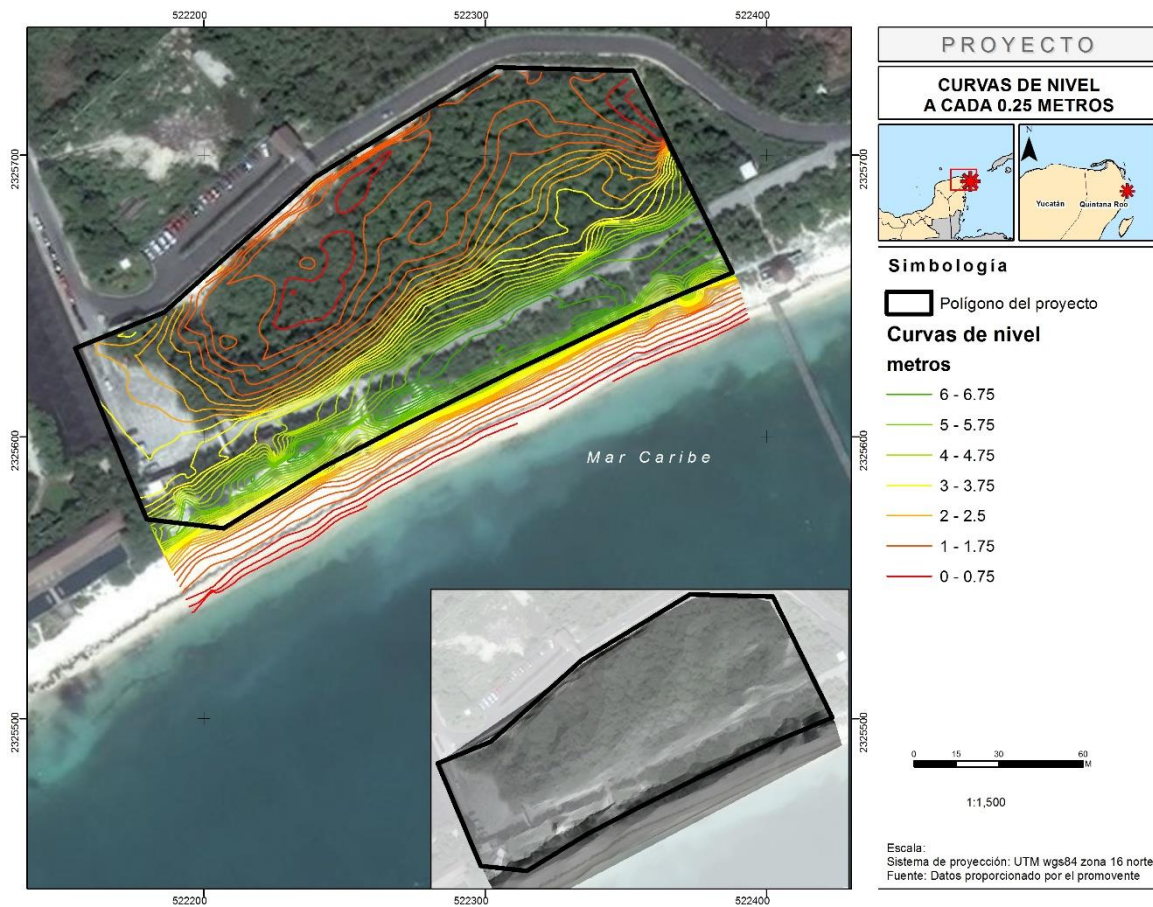 522200
522300
522400
2325700
2325600
2325500
2325700
2325600
2325500
Mar Caribe
522200
522300
522400
PROYECTO
CURVAS DE NIVEL
A CADA 0.25 METROS
N
Yucatán
Quintana Roo
Simbología
Polígono del proyecto
Curvas de nivel
metros
6 - 6.75
5 - 5.75
4 - 4.75
3 - 3.75
2 - 2.5
1 - 1.75
0 - 0.75
0 15 30 60
M
1:1,500
Escala:
Sistema de proyección: UTM wgs84 zona 16 norte
Fuente: Datos proporcionado por el promovente